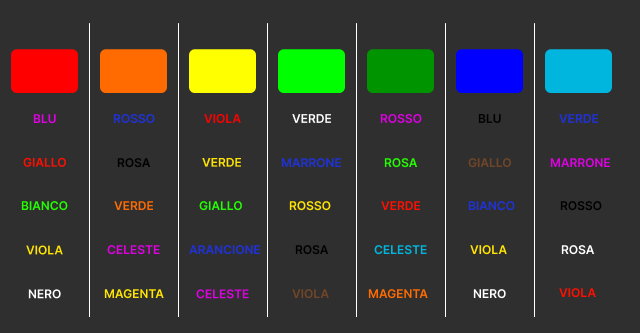 BLU ROSSO VIOLA VERDE ROSSO BLU VERDE
GIALLO ROSA VERDE MARRONE ROSA GIALLO MARRONE
BIANCO VERDE GIALLO ROSSO VERDE BIANCO ROSSO
VIOLA CELESTE ARANCIONE ROSA CELESTE VIOLA ROSA
NERO MAGENTA CELESTE VIOLA MAGENTA NERO VIOLA